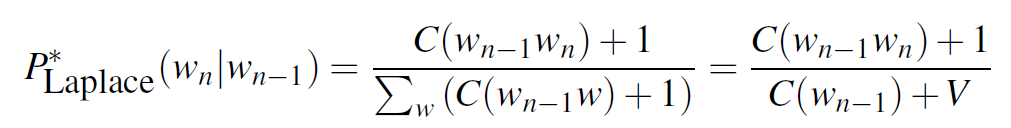 P*Laplace(wn|wn−1) = C(wn−1wn)+1 / ∑w (C(wn−1w)+1) = C(wn−1wn)+1 / C(wn−1)+V